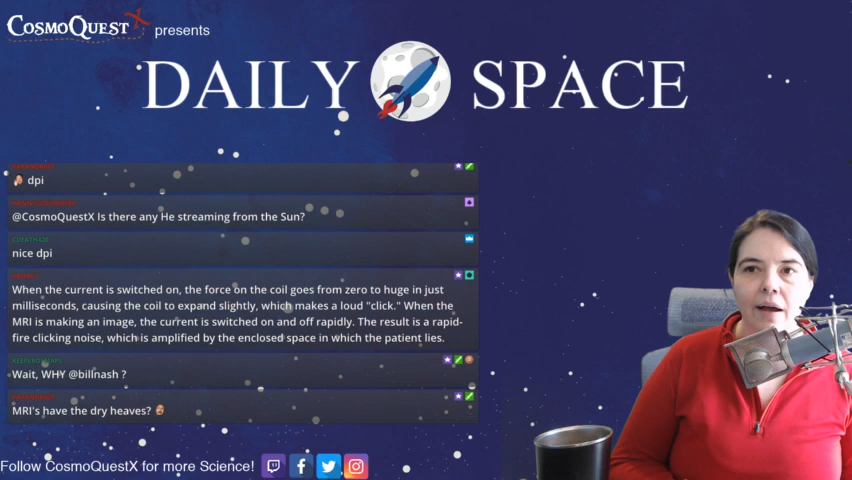 COSMOQUEST X presents
DAILY SPACE
dpi
@CosmoQuestX Is there any He streaming from the Sun?
nice dpi
When the current is switched on, the force on the coil goes from zero to huge in just
milliseconds, causing the coil to expand slightly, which makes a loud "click." When the
MRI is making an image, the current is switched on and off rapidly. The result is a rapid-
fire clicking noise, which is amplified by the enclosed space in which the patient lies.
Wait, WHY @billnash ?
MRI's have the dry heaves?
Follow CosmoQuestX for more Science!